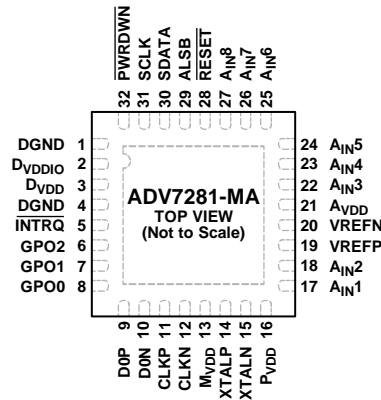 PWRDWN
SCLK
SDATA
ALSB
RESET
AIN8
AIN7
AIN6
32 31 30 29 28 27 26 25
DGND 1
DVDDIO 2
DVDD 3
DGND 4
INTRQ 5
GPO2 6
GPO1 7
GPO0 8
ADV7281-MA
TOP VIEW
(Not to Scale)
24 AIN5
23 AIN4
22 AIN3
21 AVDD
20 VREFN
19 VREFP
18 AIN2
17 AIN1
9 10 11 12 13 14 15 16
D0P
D0N
CLKP
CLKN
MVDD
XTALP
XTALN
PVDD